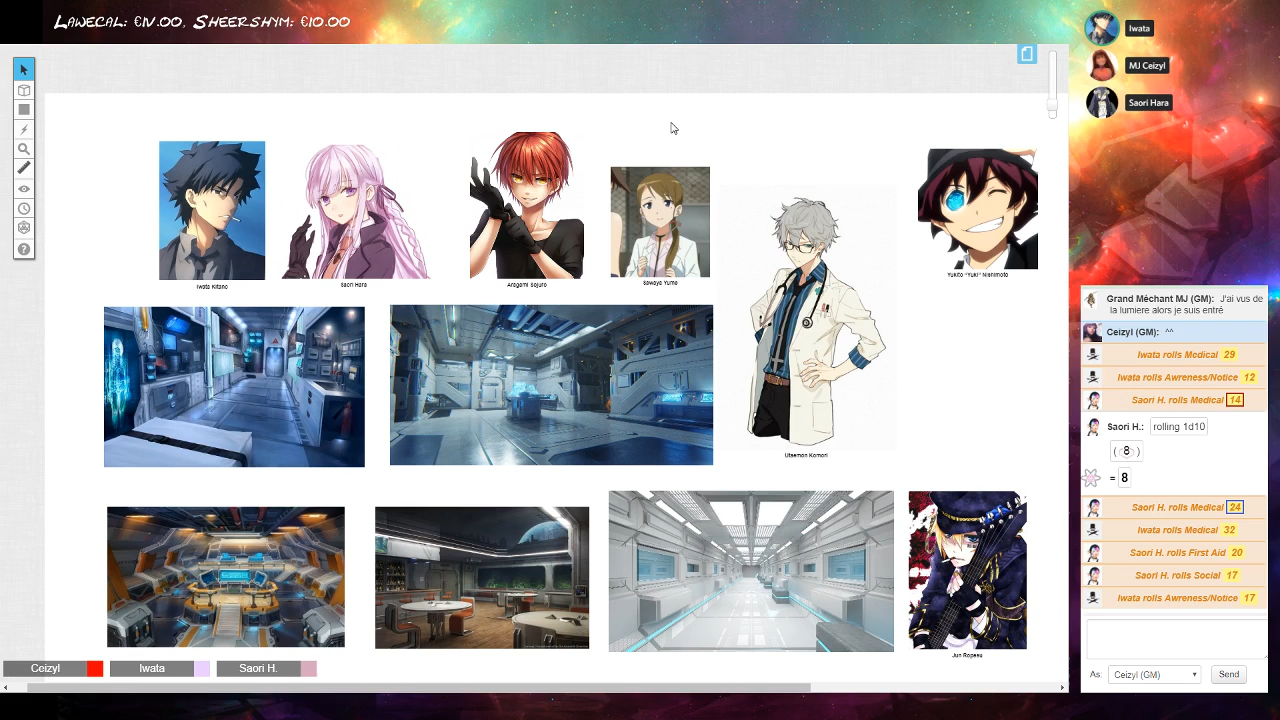 Lawecal: €IV.00, Sheershym: €10.00
Iwata
MJ Ceizyl
Saori Hara
Iwata Kitano
Saori Hara
Aragami Sojuro
Sawaya Yuma
Yukito "Yuki" Nishimoto
Utaemon Komori
Jun Ropesu
Grand Méchant MJ (GM): J'ai vus de
la lumiere alors je suis entré
Ceizyl (GM): ^^
Iwata rolls Medical 29
Iwata rolls Awreness/Notice 12
Saori H. rolls Medical 14
Saori H.: rolling 1d10
( 8 )
= 8
Saori H. rolls Medical 24
Iwata rolls Medical 32
Saori H. rolls First Aid 20
Saori H. rolls Social 17
Iwata rolls Awreness/Notice 17
As: Ceizyl (GM) Send
Ceizyl Iwata Saori H.